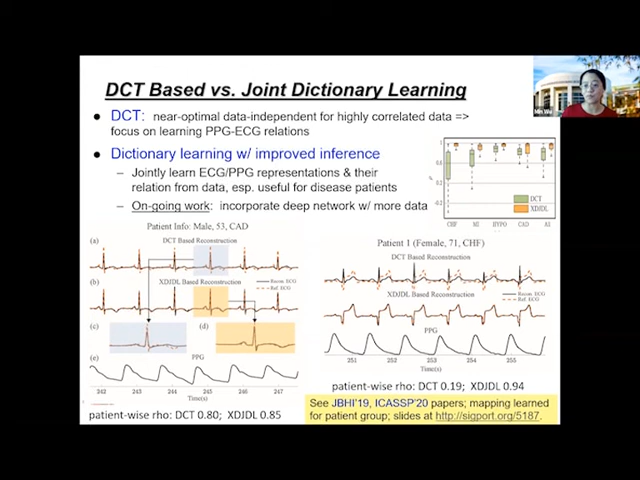 DCT Based vs. Joint Dictionary Learning
● DCT: near-optimal data-independent for highly correlated data =>
focus on learning PPG-ECG relations
● Dictionary learning w/ improved inference
– Jointly learn ECG/PPG representations & their
relation from data, esp. useful for disease patients
– On-going work: incorporate deep network w/ more data
Min Wu
DCT
XDJDL
CHF MI HYPO CAD AI
Patient Info: Male, 53, CAD
(a) DCT Based Reconstruction
(b) XDJDL Based Reconstruction
Recon. ECG
Ref. ECG
(c) (d)
(e) PPG
242 243 244 245 246 247
Time(s)
patient-wise rho: DCT 0.80; XDJDL 0.85
Patient 1 (Female, 71, CHF)
DCT Based Reconstruction
Recon. ECG
Ref. ECG
XDJDL Based Reconstruction
PPG
251 252 253 254 255
Time(s)
patient-wise rho: DCT 0.19; XJDL 0.94
See JBHI'19, ICASSP'20 papers; mapping learned
for patient group; slides at http://sigport.org/5187.